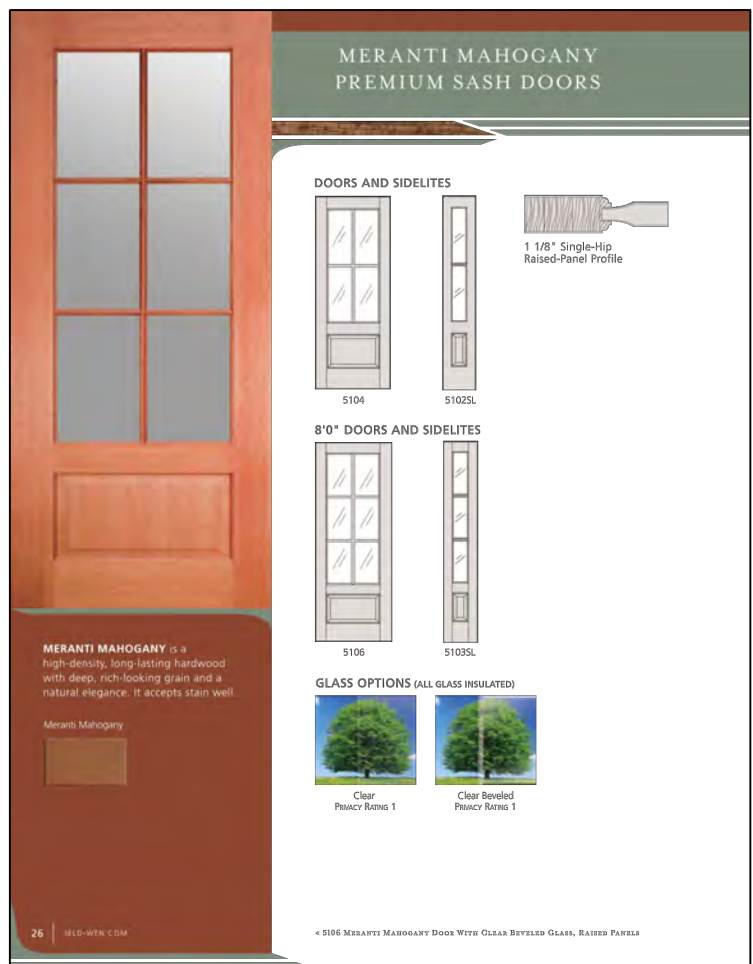 MERANTI MAHOGANY
PREMIUM SASH DOORS
DOORS AND SIDELITES
5104
5102SL
1 1/8" Single-Hip
Raised-Panel Profile
8'0" DOORS AND SIDELITES
5106
5103SL
GLASS OPTIONS (ALL GLASS INSULATED)
Clear
PRIVACY RATING 1
Clear Beveled
PRIVACY RATING 1
MERANTI MAHOGANY is a
high-density, long-lasting hardwood
with deep, rich-looking grain and a
natural elegance. It accepts stain well.
Meranti Mahogany
26
JELD-WEN.COM
« 5106 MERANTI MAHOGANY DOOR WITH CLEAR BEVELED GLASS, RAISED PANELS